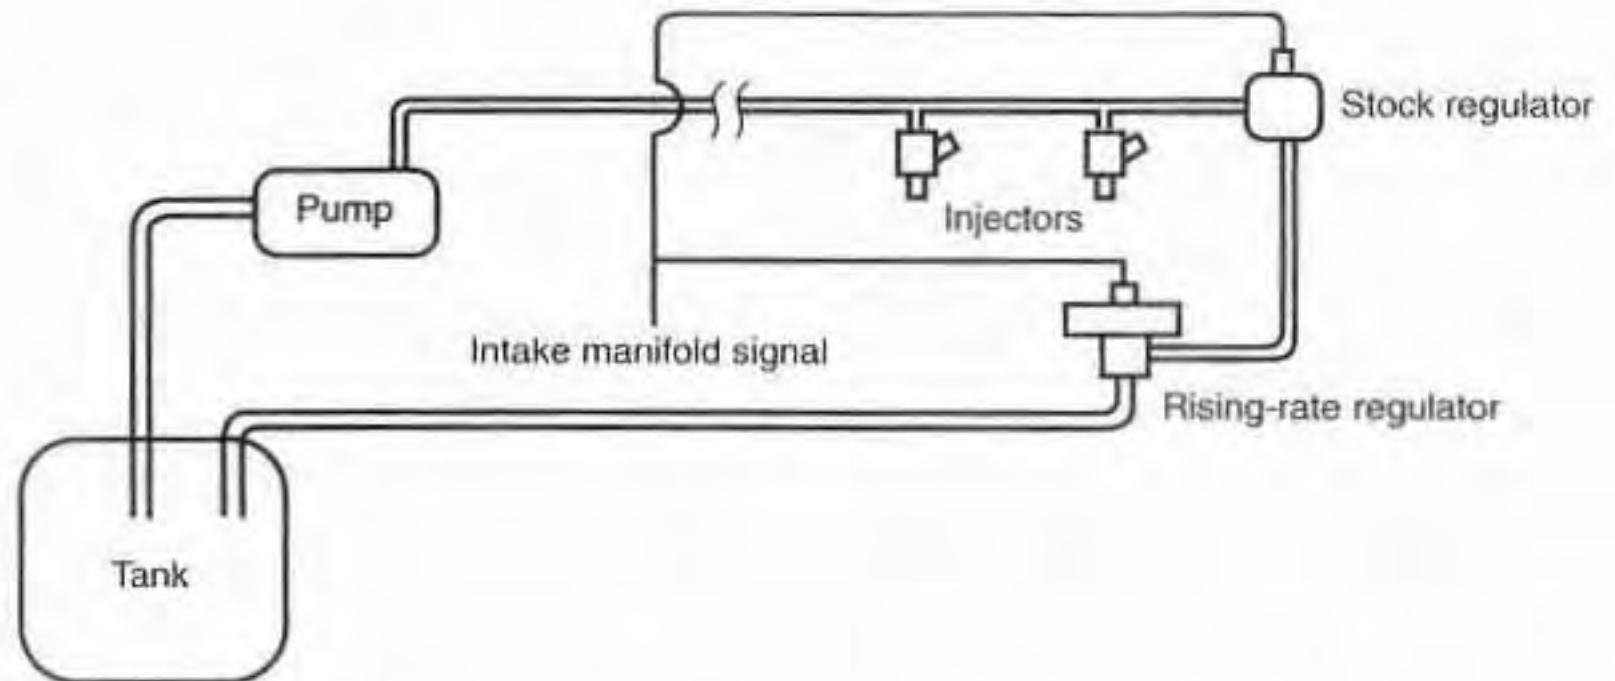 Stock regulator
Pump
Injectors
Intake manifold signal
Rising-rate regulator
Tank